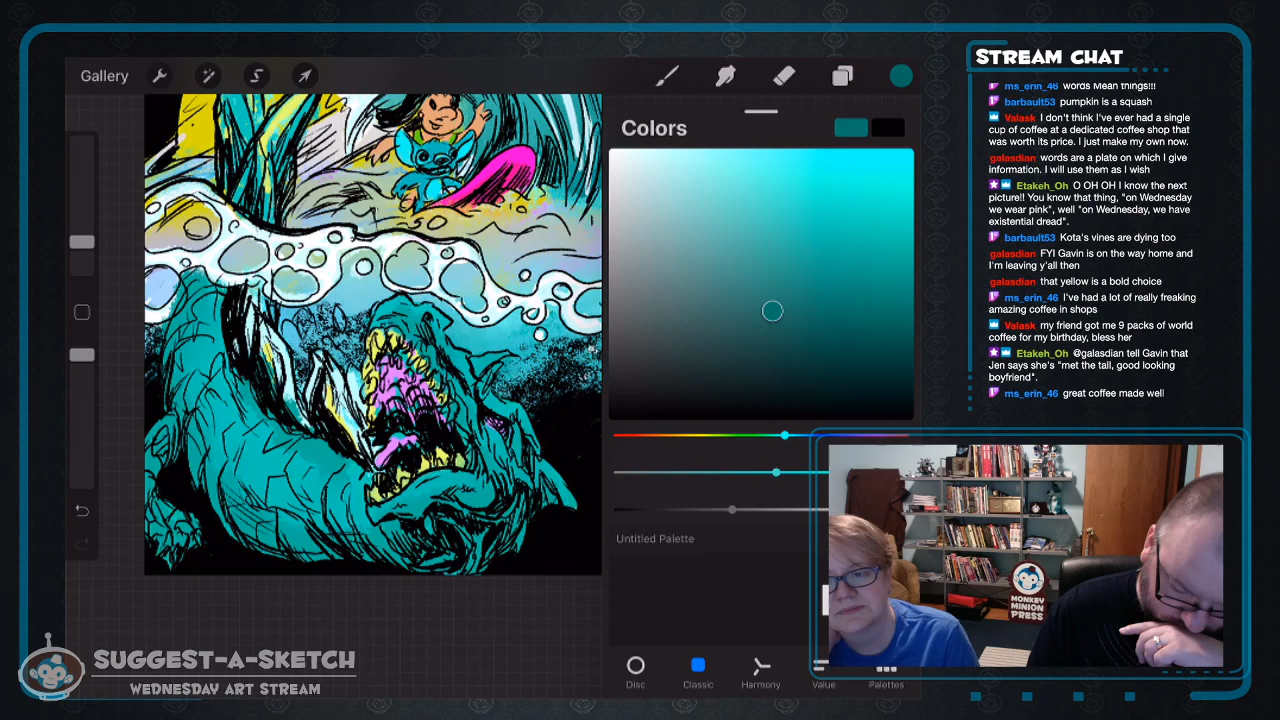 Gallery
Colors
Untitled Palette
Disc
Classic
Harmony
Value
Palettes
STREAM CHAT
ms_erin_46 words Mean things!!!
barbault53 pumpkin is a squash
Valask I don't think I've ever had a single
cup of coffee at a dedicated coffee shop that
was worth its price. I just make my own now.
galasdian words are a plate on which I give
information. I will use them as I wish
Etakeh_Oh O OH OH I know the next
picture!! You know that thing, "on Wednesday
we wear pink", well "on Wednesday, we have
existential dread".
barbault53 Kota's vines are dying too
galasdian FYI Gavin is on the way home and
I'm leaving y'all then
galasdian that yellow is a bold choice
ms_erin_46 I've had a lot of really freaking
amazing coffee in shops
Valask my friend got me 9 packs of world
coffee for my birthday, bless her
Etakeh_Oh @galasdian tell Gavin that
Jen says she's "met the tall, good looking
boyfriend".
ms_erin_46 great coffee made well
MONKEY
MINION
PRESS
SUGGEST-A-SKETCH
WEDNESDAY ART STREAM